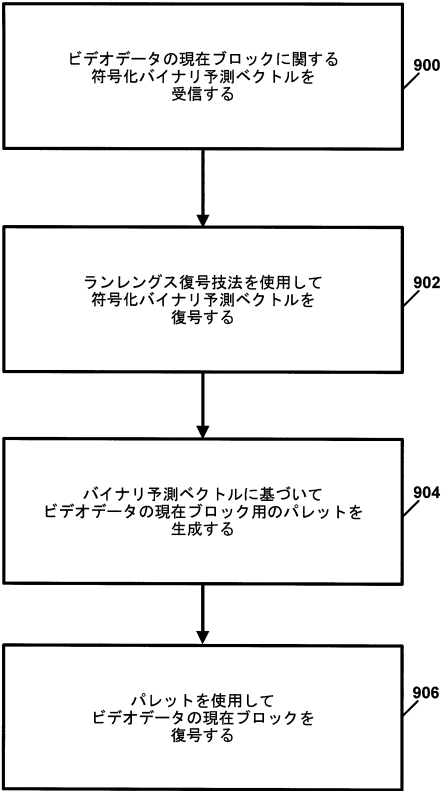 ビデオデータの現在ブロックに関する
符号化バイナリ予測ベクトルを
受信する
900
ランレングス復号技法を使用して
符号化バイナリ予測ベクトルを
復号する
902
バイナリ予測ベクトルに基づいて
ビデオデータの現在ブロック用のパレットを
生成する
904
パレットを使用して
ビデオデータの現在ブロックを
復号する
906